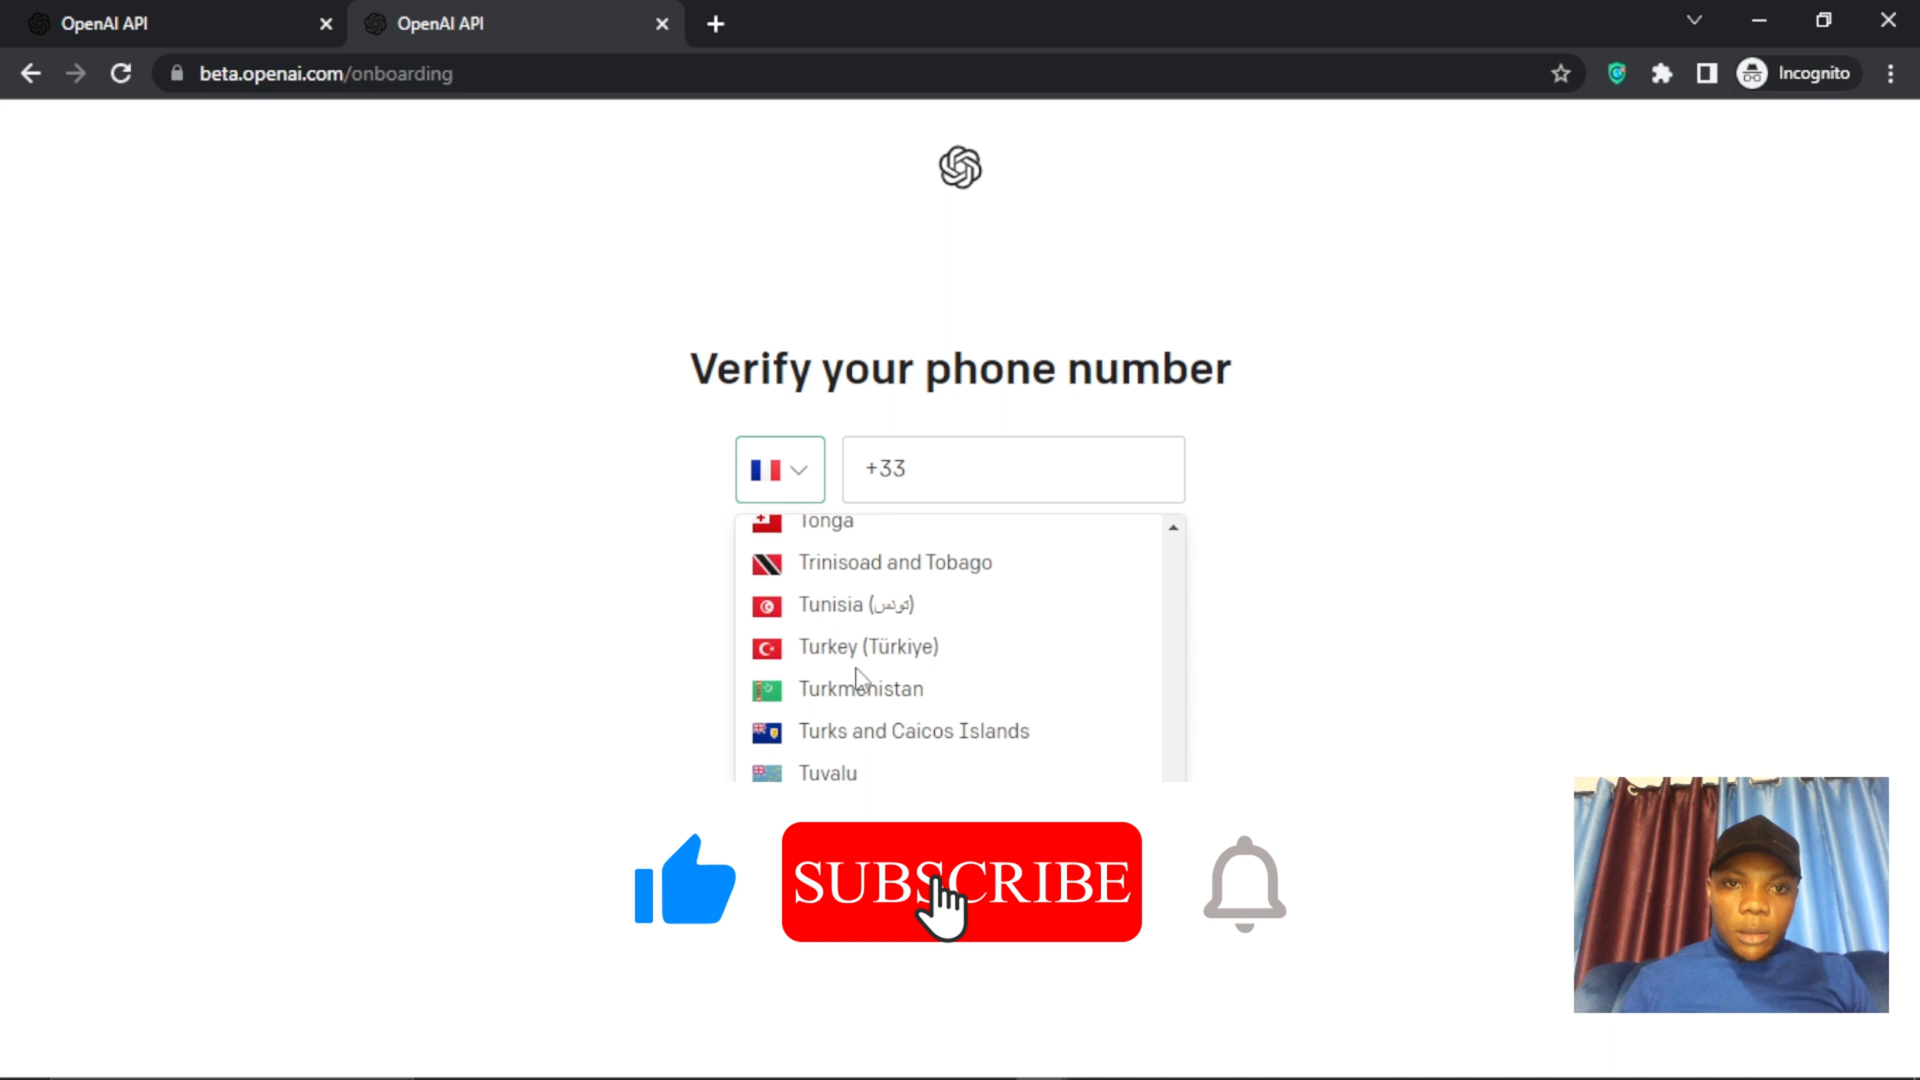 OpenAI API
OpenAI API
beta.openai.com/onboarding
Incognito
Verify your phone number
+33
Tonga
Trinisoad and Tobago
Tunisia (تونس)
Turkey (Türkiye)
Turkmenistan
Turks and Caicos Islands
Tuvalu
SUBSCRIBE